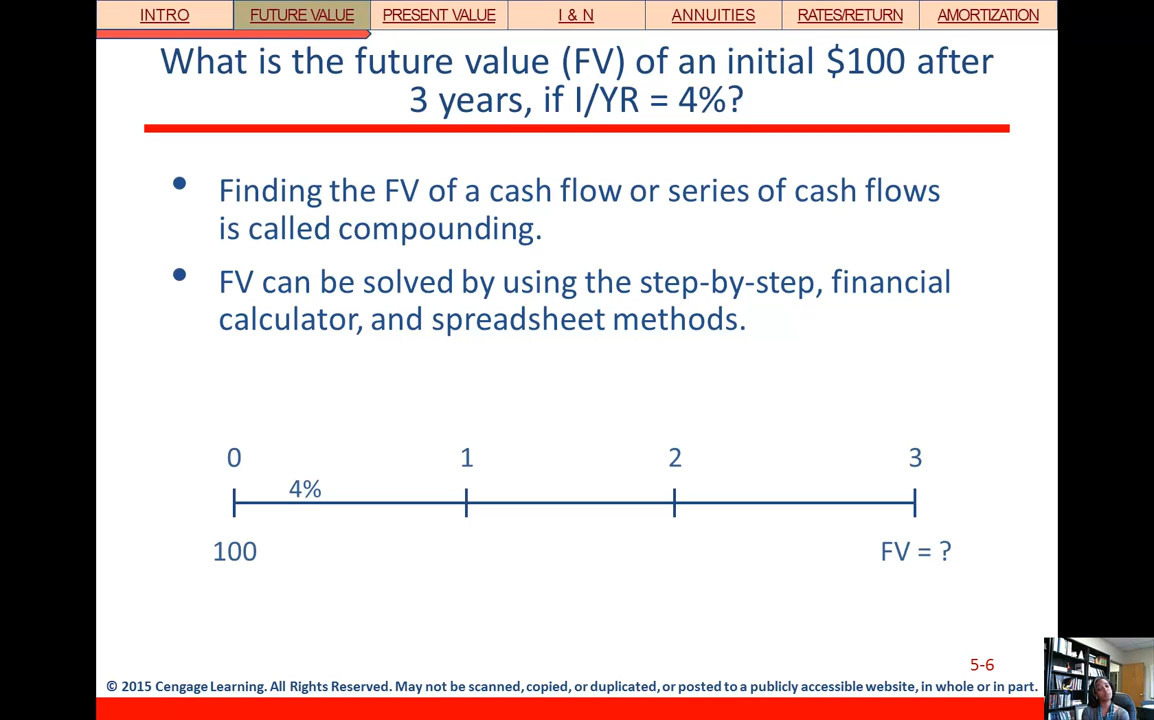 INTRO FUTURE VALUE PRESENT VALUE I & N ANNUITIES RATES/RETURN AMORTIZATION
What is the future value (FV) of an initial $100 after
3 years, if I/YR = 4%?
• Finding the FV of a cash flow or series of cash flows
is called compounding.
• FV can be solved by using the step-by-step, financial
calculator, and spreadsheet methods.
0 1 2 3
4%
100 FV = ?
5-6
© 2015 Cengage Learning. All Rights Reserved. May not be scanned, copied, or duplicated, or posted to a publicly accessible website, in whole or in part.